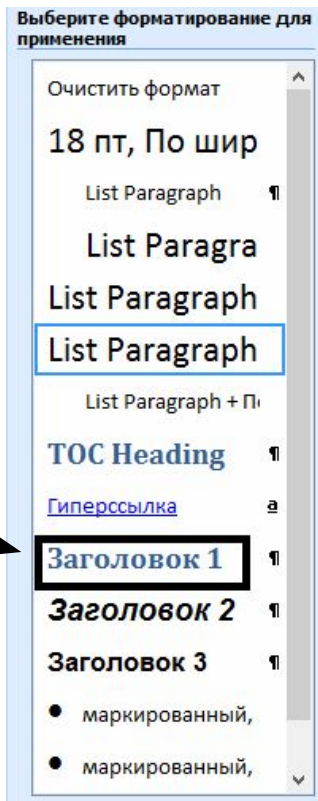 Выберите форматирование для
применения
Очистить формат
18 пт, По шир
List Paragraph ¶
List Paragra
List Paragraph
List Paragraph
List Paragraph + П
TOC Heading ¶
Гиперссылка a
Заголовок 1 ¶
Заголовок 2 ¶
Заголовок 3 ¶
• маркированный,
• маркированный,